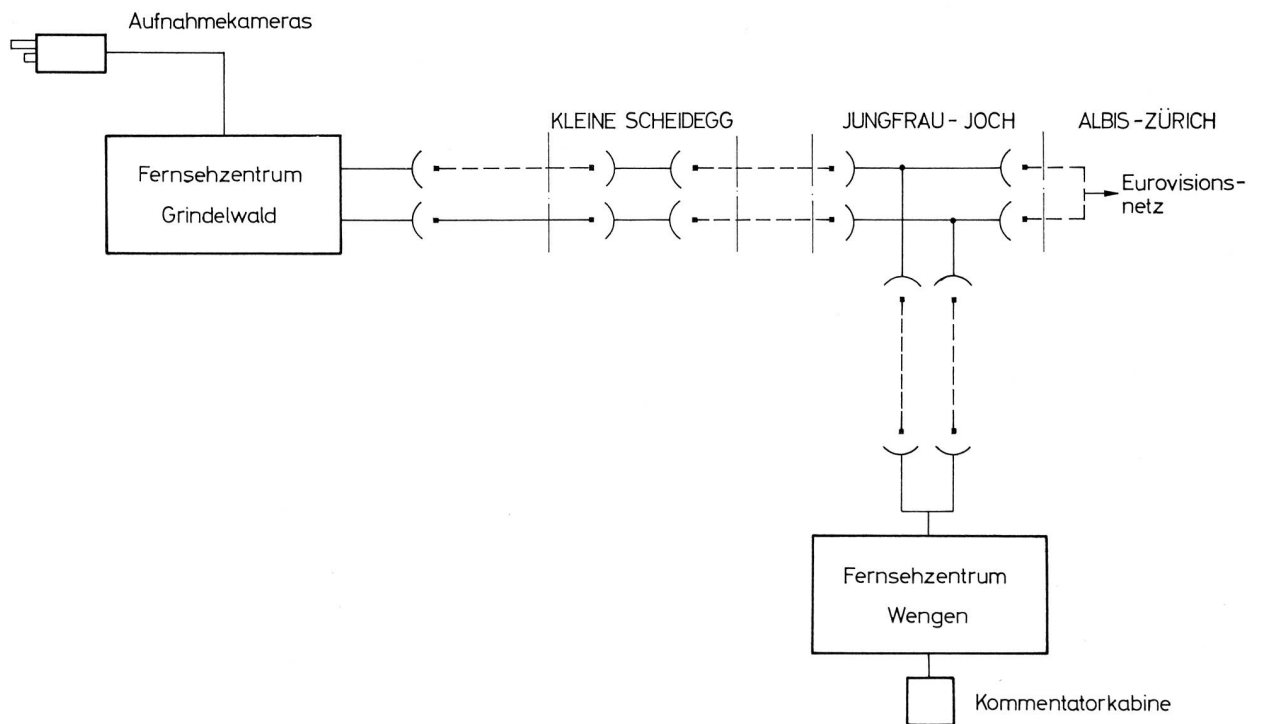 Aufnahmekameras
KLEINE SCHEIDEGG
JUNGFRAU - JOCH
ALBIS - ZÜRICH
Fernsehzentrum
Grindelwald
Eurovisions-
netz
Fernsehzentrum
Wengen
Kommentatorkabine